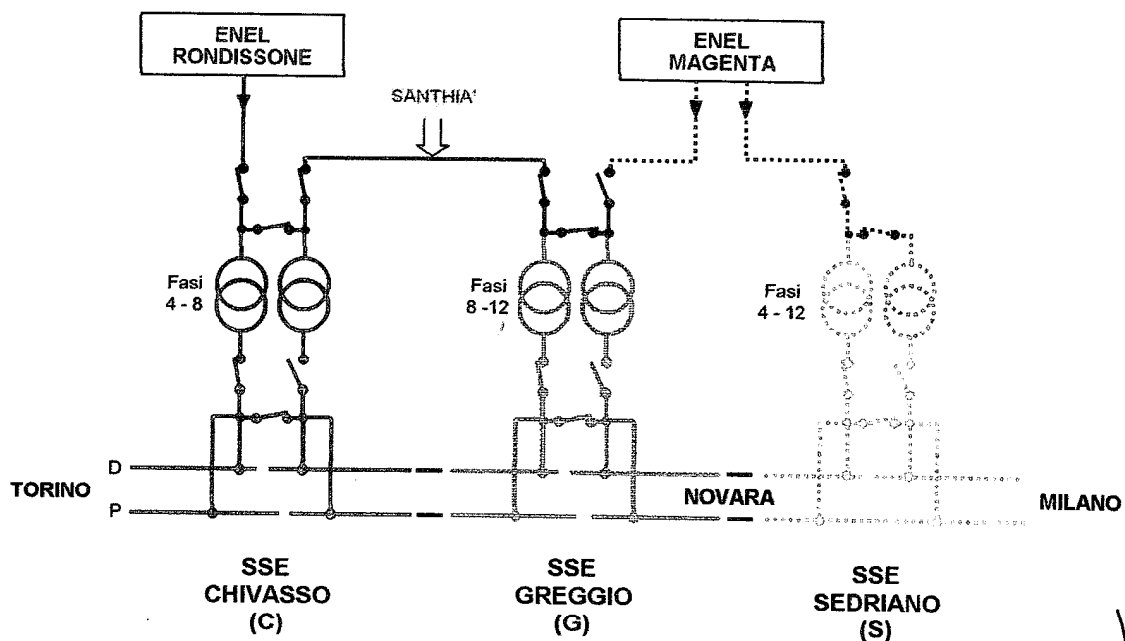 ENEL
RONDISSONE
ENEL
MAGENTA
SANTHIA'
Fasi
4 - 8
Fasi
8 -12
Fasi
4 - 12
D
TORINO
P
NOVARA
MILANO
SSE
CHIVASSO
(C)
SSE
GREGGIO
(G)
SSE
SEDRIANO
(S)